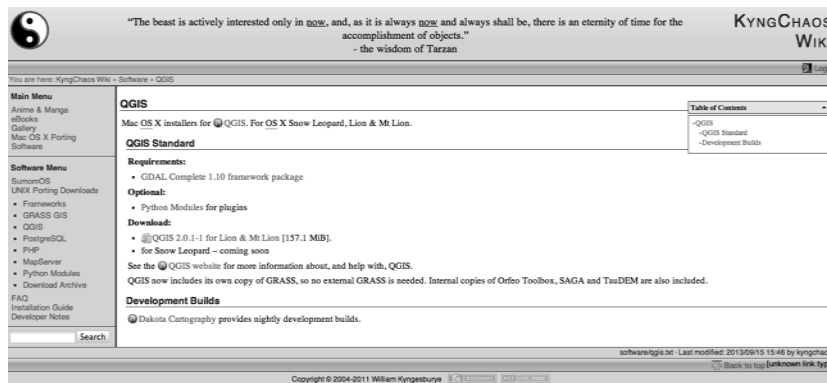 “The beast is actively interested only in now, and, as it is always now and always shall be, there is an eternity of time for the
accomplishment of objects.”
- the wisdom of Tarzan
KYNGCHAOS
WIKI
Log
You are here: KyngChaos Wiki » Software » QGIS
Main Menu
Anime & Manga
eBooks
Gallery
Mac OS X Porting
Software
Software Menu
SumomOS
UNIX Porting Downloads
Frameworks
GRASS GIS
QGIS
PostgreSQL
PHP
MapServer
Python Modules
Download Archive
FAQ
Installation Guide
Developer Notes
Search
QGIS
Mac OS X installers for QGIS. For OS X Snow Leopard, Lion & Mt Lion.
Table of Contents
-QGIS
-QGIS Standard
-Development Builds
QGIS Standard
Requirements:
GDAL Complete 1.10 framework package
Optional:
Python Modules for plugins
Download:
QGIS 2.0.1-1 for Lion & Mt Lion [157.1 MiB].
for Snow Leopard – coming soon
See the QGIS website for more information about, and help with, QGIS.
QGIS now includes its own copy of GRASS, so no external GRASS is needed. Internal copies of Orfeo Toolbox, SAGA and TauDEM are also included.
Development Builds
Dakota Cartography provides nightly development builds.
software/qgis.txt · Last modified: 2013/09/15 15:46 by kyngchao
Back to top [unknown link typ
Copyright © 2004-2011 William Kyngesburye